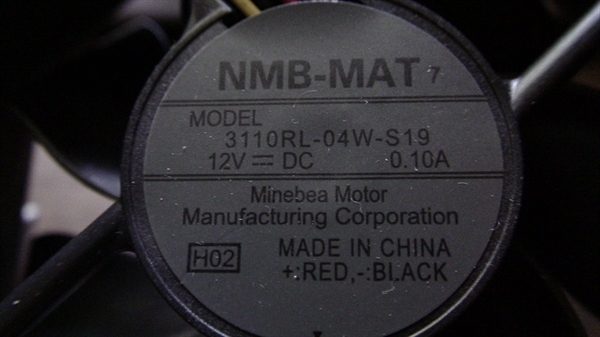 NMB-MAT 7
MODEL
3110RL-04W-S19
12V ⎓ DC 0.10A
Minebea Motor
Manufacturing Corporation
H02 MADE IN CHINA
+:RED,-:BLACK